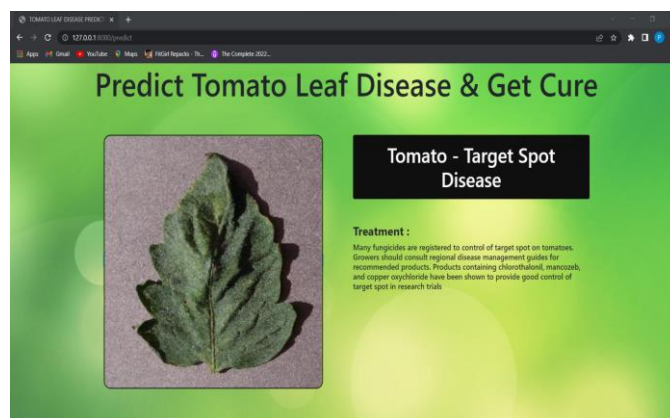 TOMATO LEAF DISEASE PREDICT
127.0.0.1:8080/predict
Apps Gmail YouTube Maps FitGirl Repacks - Th... The Complete 2022...
Predict Tomato Leaf Disease & Get Cure
Tomato - Target Spot
Disease
Treatment :
Many fungicides are registered to control of target spot on tomatoes.
Growers should consult regional disease management guides for
recommended products. Products containing chlorothalonil, mancozeb,
and copper oxychloride have been shown to provide good control of
target spot in research trials